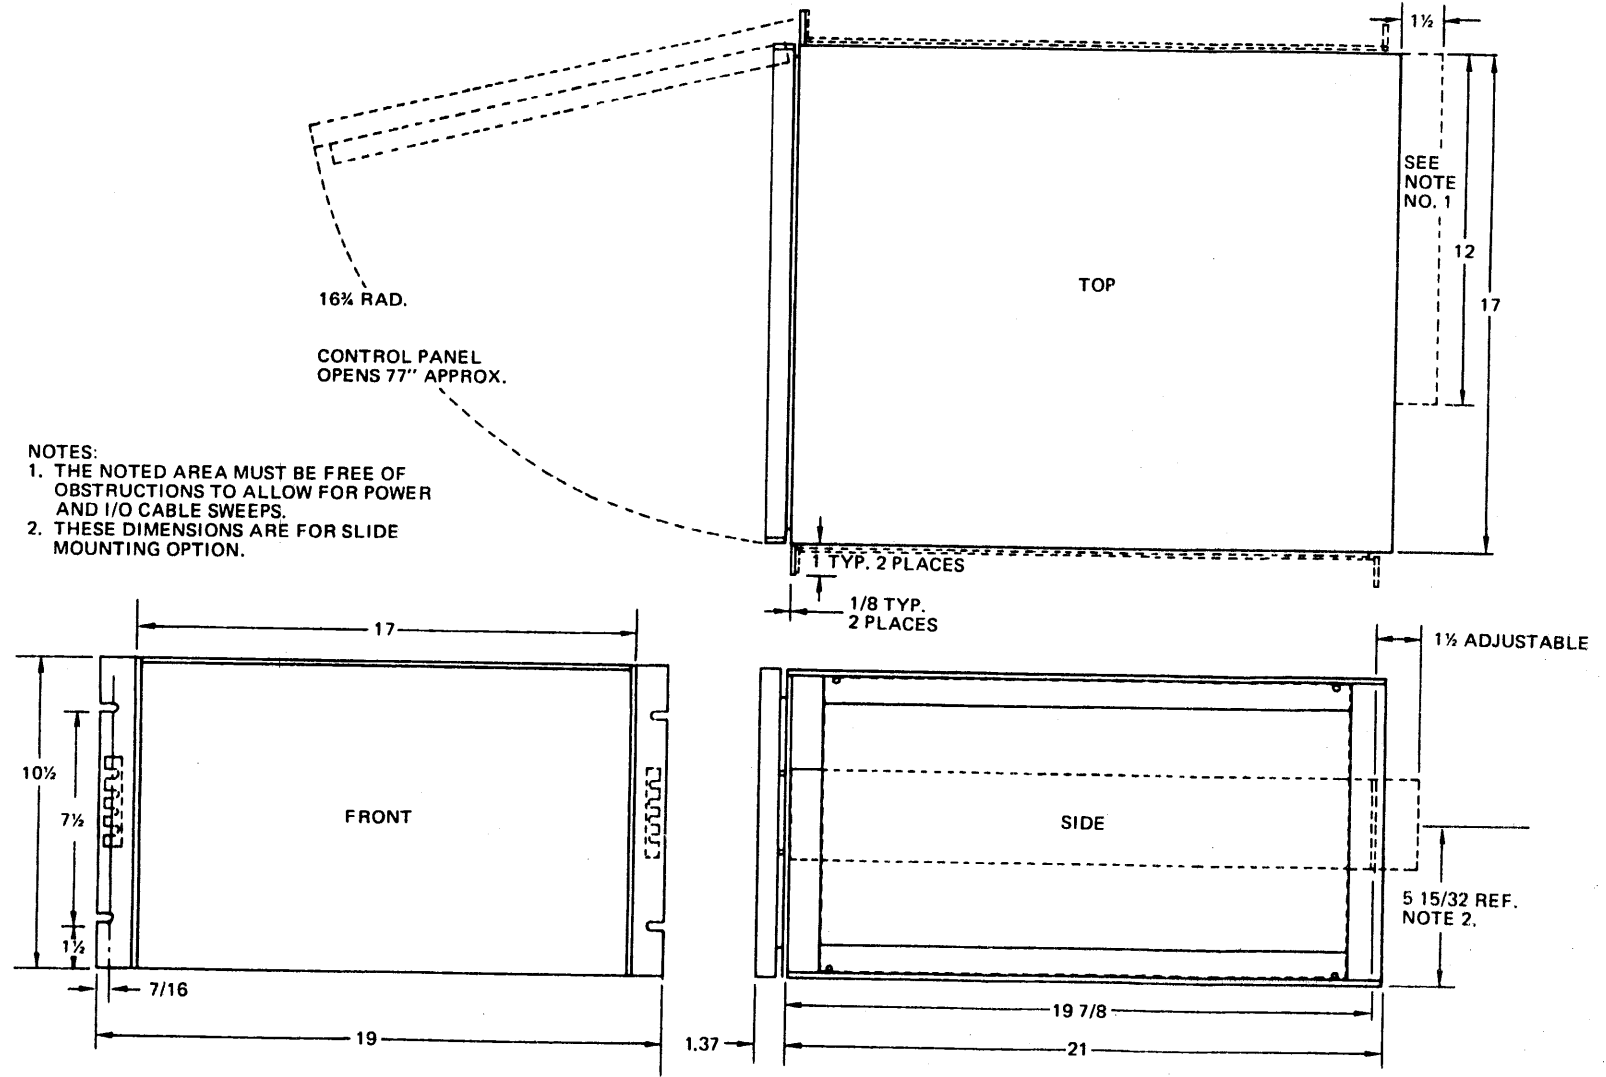 1½
SEE
NOTE
NO. 1
12
17
TOP
16¾ RAD.
CONTROL PANEL
OPENS 77" APPROX.
NOTES:
1. THE NOTED AREA MUST BE FREE OF
OBSTRUCTIONS TO ALLOW FOR POWER
AND I/O CABLE SWEEPS.
2. THESE DIMENSIONS ARE FOR SLIDE
MOUNTING OPTION.
1 TYP. 2 PLACES
1/8 TYP.
2 PLACES
17
10½
7½
1½
FRONT
7/16
19
1½ ADJUSTABLE
SIDE
5 15/32 REF.
NOTE 2.
19 7/8
1.37
21